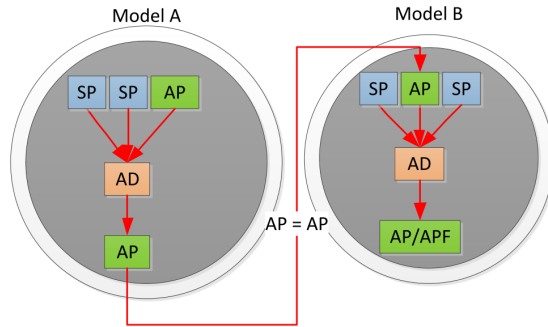 Model A
Model B
SP SP AP
SP AP SP
AD
AD
AP = AP
AP
AP/APF